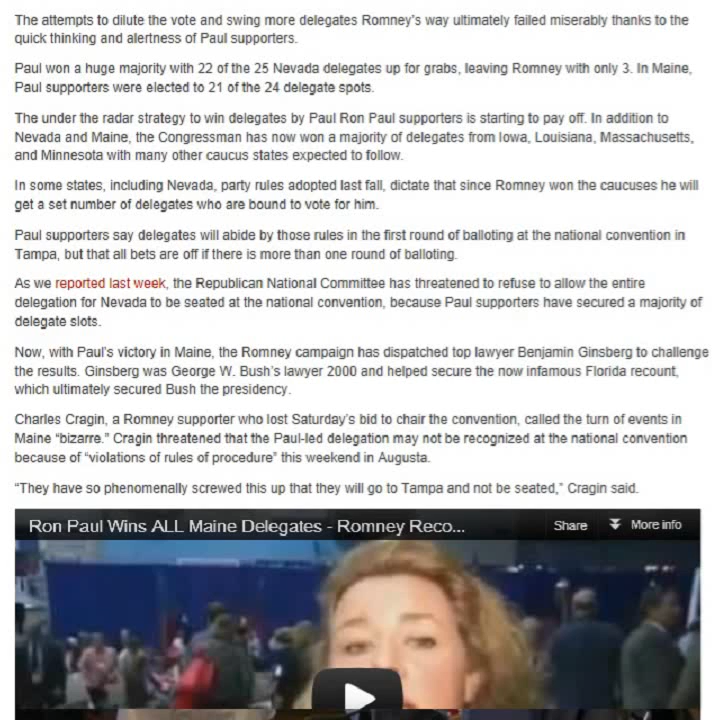 The attempts to dilute the vote and swing more delegates Romney's way ultimately failed miserably thanks to the
quick thinking and alertness of Paul supporters.
Paul won a huge majority with 22 of the 25 Nevada delegates up for grabs, leaving Romney with only 3. In Maine,
Paul supporters were elected to 21 of the 24 delegate spots.
The under the radar strategy to win delegates by Paul Ron Paul supporters is starting to pay off. In addition to
Nevada and Maine, the Congressman has now won a majority of delegates from Iowa, Louisiana, Massachusetts,
and Minnesota with many other caucus states expected to follow.
In some states, including Nevada, party rules adopted last fall, dictate that since Romney won the caucuses he will
get a set number of delegates who are bound to vote for him.
Paul supporters say delegates will abide by those rules in the first round of balloting at the national convention in
Tampa, but that all bets are off if there is more than one round of balloting.
As we reported last week, the Republican National Committee has threatened to refuse to allow the entire
delegation for Nevada to be seated at the national convention, because Paul supporters have secured a majority of
delegate slots.
Now, with Paul's victory in Maine, the Romney campaign has dispatched top lawyer Benjamin Ginsberg to challenge
the results. Ginsberg was George W. Bush's lawyer 2000 and helped secure the now infamous Florida recount,
which ultimately secured Bush the presidency.
Charles Cragin, a Romney supporter who lost Saturday's bid to chair the convention, called the turn of events in
Maine "bizarre." Cragin threatened that the Paul-led delegation may not be recognized at the national convention
because of "violations of rules of procedure" this weekend in Augusta.
"They have so phenomenally screwed this up that they will go to Tampa and not be seated," Cragin said.
Ron Paul Wins ALL Maine Delegates - Romney Reco... Share More info